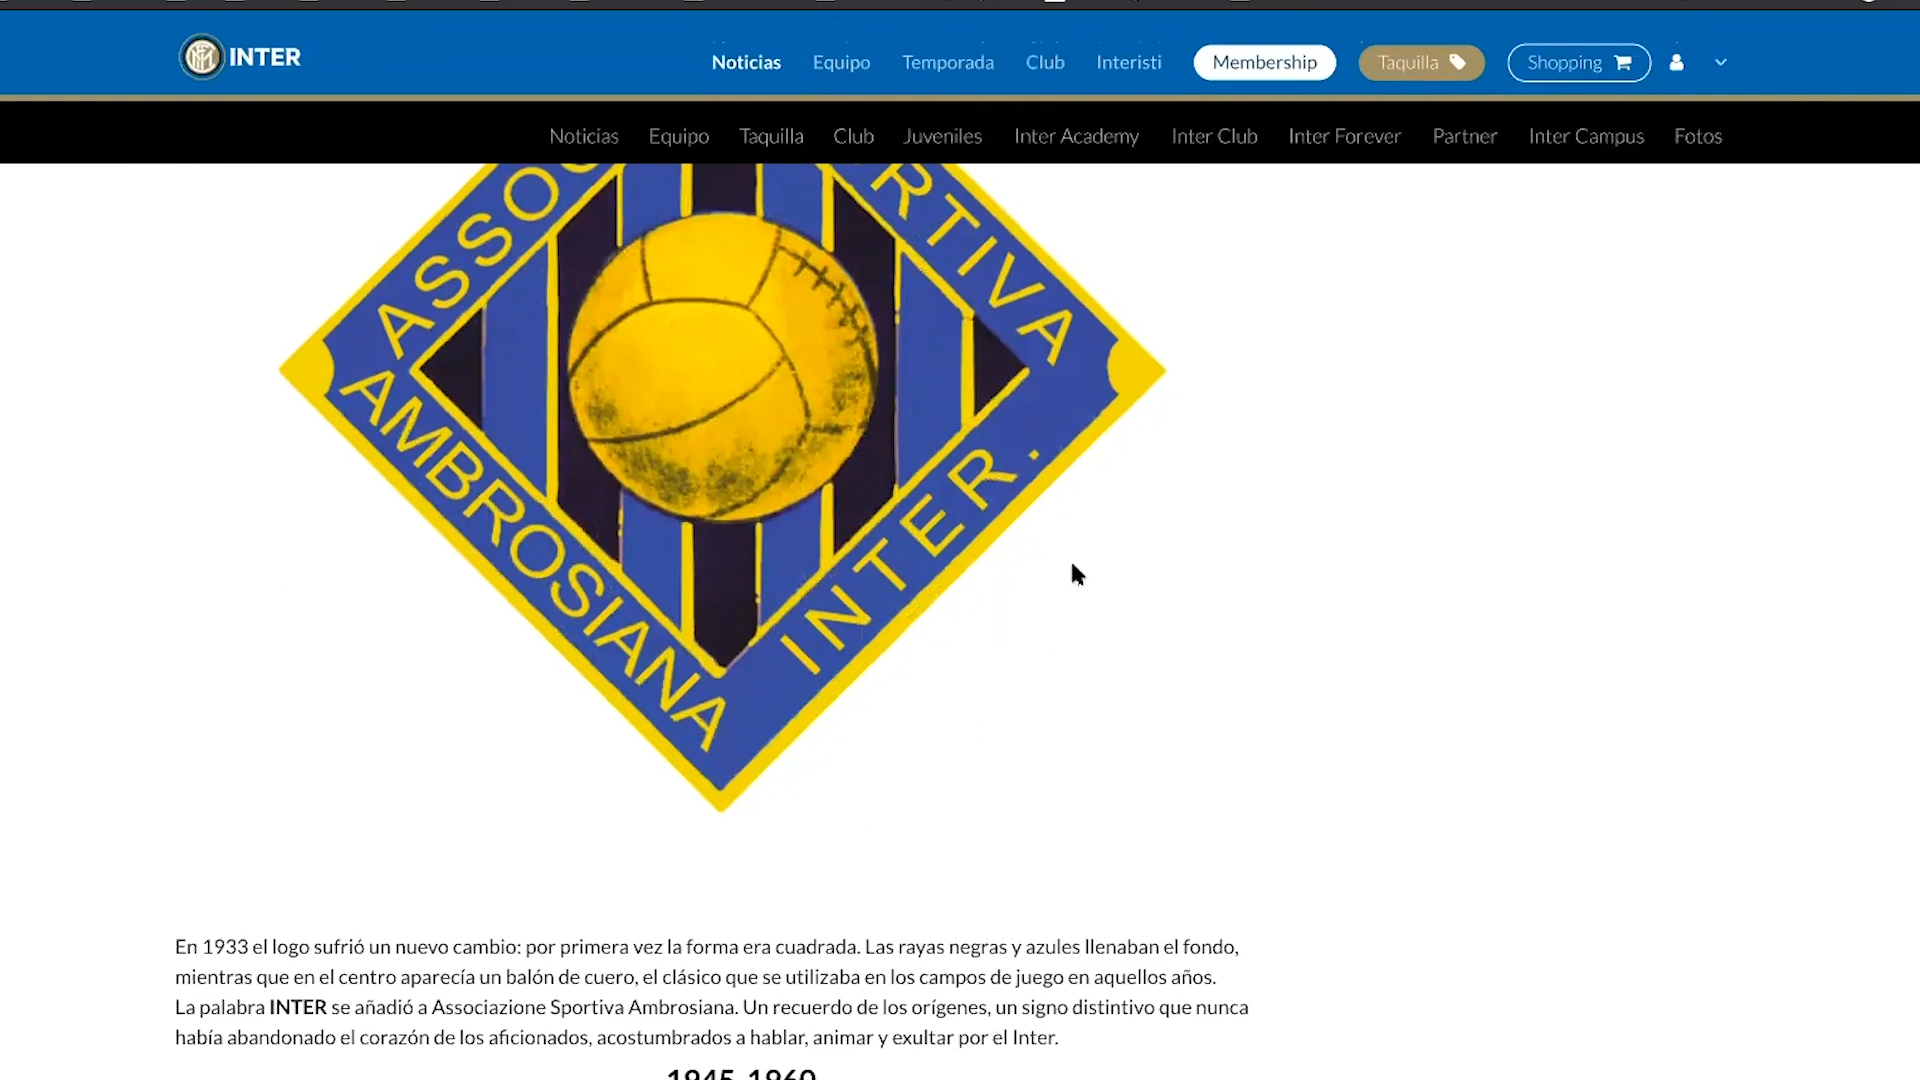 INTER
Noticias Equipo Temporada Club Interisti Membership Taquilla Shopping
Noticias Equipo Taquilla Club Juveniles Inter Academy Inter Club Inter Forever Partner Inter Campus Fotos
AMBROSIANA
INTER.
En 1933 el logo sufrió un nuevo cambio: por primera vez la forma era cuadrada. Las rayas negras y azules llenaban el fondo,
mientras que en el centro aparecía un balón de cuero, el clásico que se utilizaba en los campos de juego en aquellos años.
La palabra INTER se añadió a Associazione Sportiva Ambrosiana. Un recuerdo de los orígenes, un signo distintivo que nunca
había abandonado el corazón de los aficionados, acostumbrados a hablar, animar y exultar por el Inter.
1945-1960